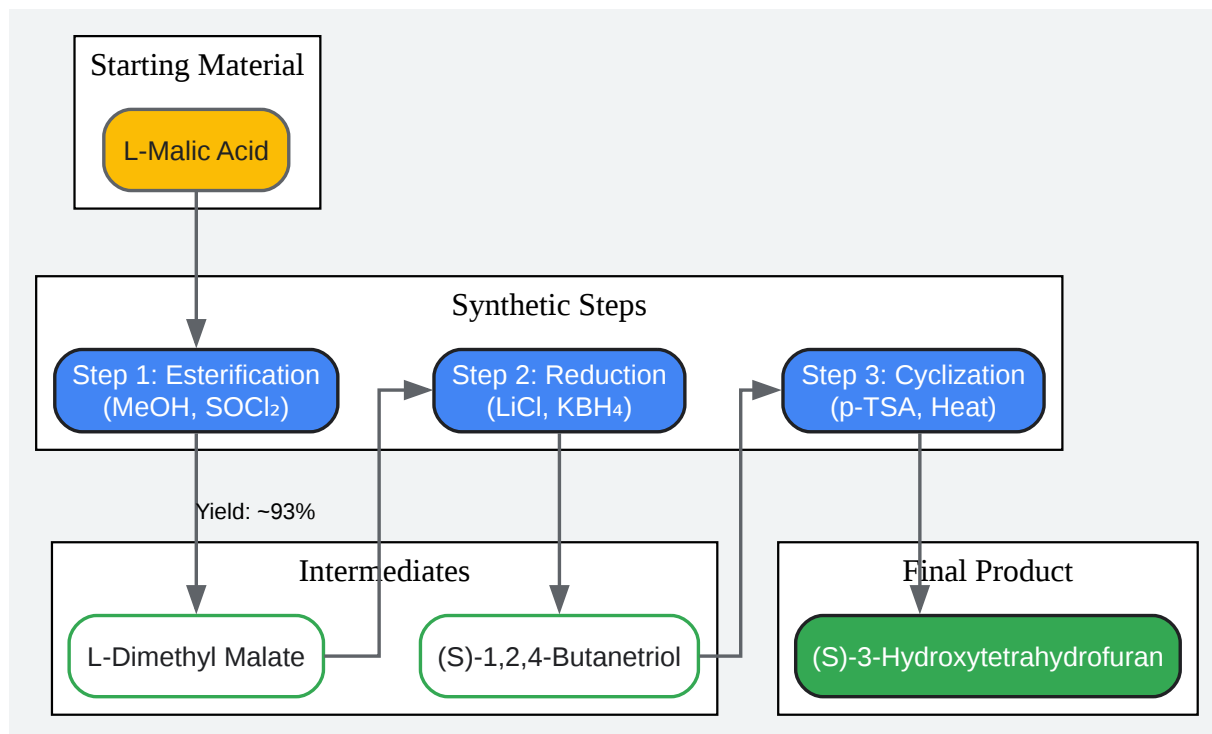 Starting Material
L-Malic Acid
Synthetic Steps
Step 1: Esterification
(MeOH, SOCl₂)
Step 2: Reduction
(LiCl, KBH₄)
Step 3: Cyclization
(p-TSA, Heat)
Yield: ~93%
Intermediates
L-Dimethyl Malate
(S)-1,2,4-Butanetriol
Final Product
(S)-3-Hydroxytetrahydrofuran